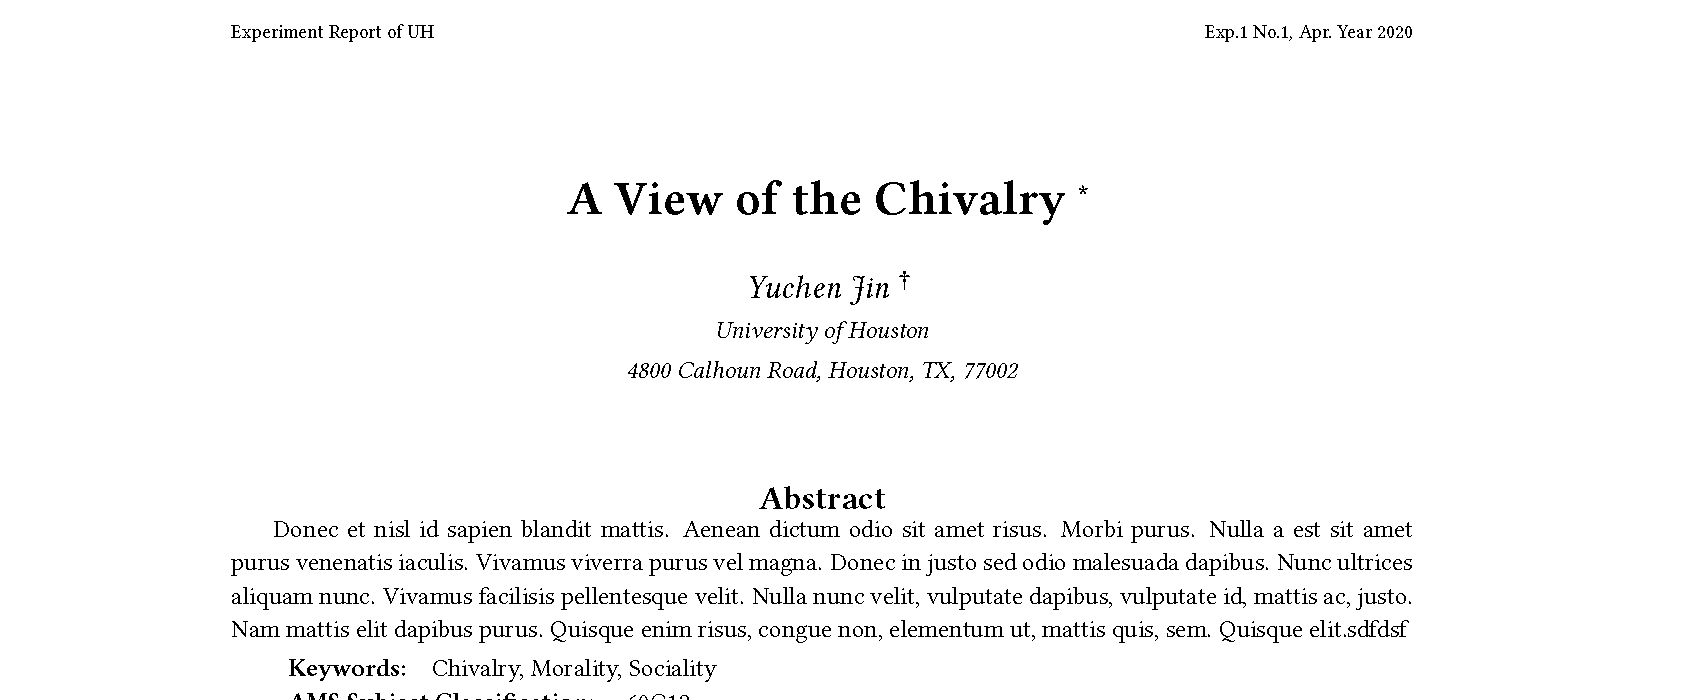 Experiment Report of UH
Exp.1 No.1, Apr. Year 2020
A View of the Chivalry *
Yuchen Jin †
University of Houston
4800 Calhoun Road, Houston, TX, 77002
Abstract
Donec et nisl id sapien blandit mattis. Aenean dictum odio sit amet risus. Morbi purus. Nulla a est sit amet
purus venenatis iaculis. Vivamus viverra purus vel magna. Donec in justo sed odio malesuada dapibus. Nunc ultrices
aliquam nunc. Vivamus facilisis pellentesque velit. Nulla nunc velit, vulputate dapibus, vulputate id, mattis ac, justo.
Nam mattis elit dapibus purus. Quisque enim risus, congue non, elementum ut, mattis quis, sem. Quisque elit.sdfdsf
Keywords: Chivalry, Morality, Sociality
AMS Subject Classification: